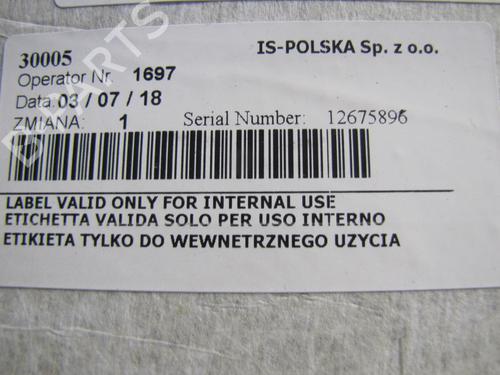 30005 IS-POLSKA Sp. z o.o.
Operator Nr. 1697
Data: 03 / 07 / 18
ZMIANA: 1 Serial Number: 12675896
LABEL VALID ONLY FOR INTERNAL USE
ETICHETTA VALIDA SOLO PER USO INTERNO
ETIKIETA TYLKO DO WEWNETRZNEGO UZYCIA